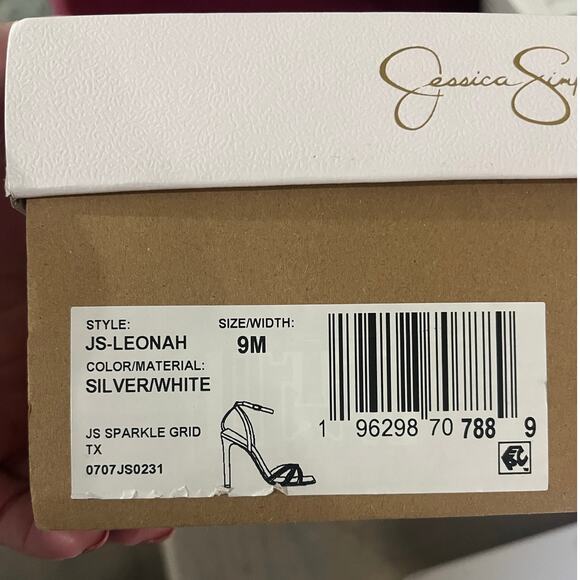 Jessica Simp
STYLE: SIZE/WIDTH:
JS-LEONAH 9M
COLOR/MATERIAL:
SILVER/WHITE
JS SPARKLE GRID
TX
0707JS0231
1 96298 70 788 9